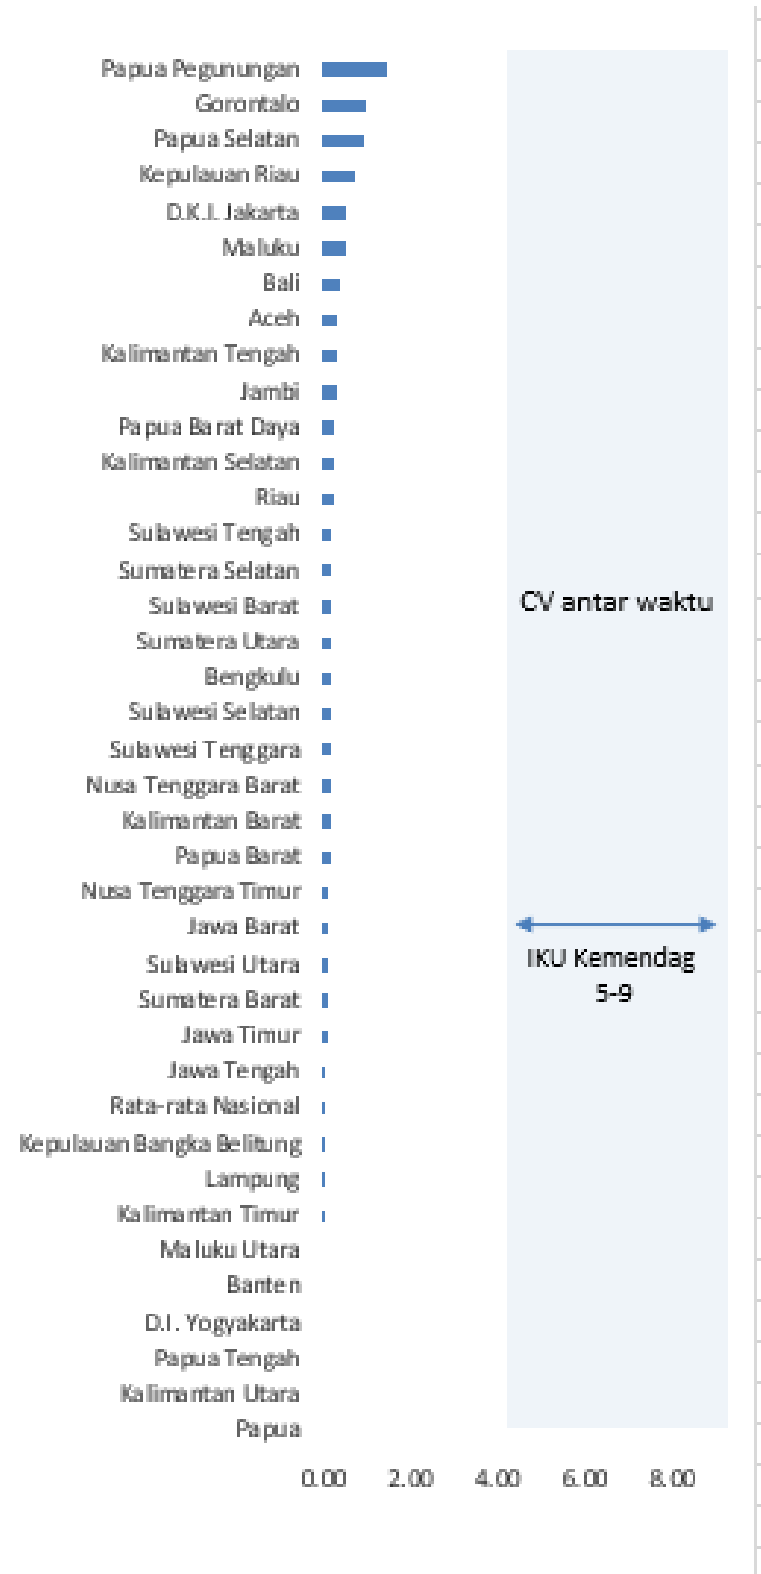 Papua Pegunungan
Gorontalo
Papua Selatan
Kepulauan Riau
D.K.I. Jakarta
Maluku
Bali
Aceh
Kalimantan Tengah
Jambi
Papua Barat Daya
Kalimantan Selatan
Riau
Sulawesi Tengah
Sumatera Selatan
Sulawesi Barat
Sumatera Utara
Bengkulu
Sulawesi Selatan
Sulawesi Tenggara
Nusa Tenggara Barat
Kalimantan Barat
Papua Barat
Nusa Tenggara Timur
Jawa Barat
Sulawesi Utara
Sumatera Barat
Jawa Timur
Jawa Tengah
Rata-rata Nasional
Kepulauan Bangka Belitung
Lampung
Kalimantan Timur
Maluku Utara
Banten
D.I. Yogyakarta
Papua Tengah
Kalimantan Utara
Papua
0.00 2.00 4.00 6.00 8.00
CV antar waktu
IKU Kemendag
5-9